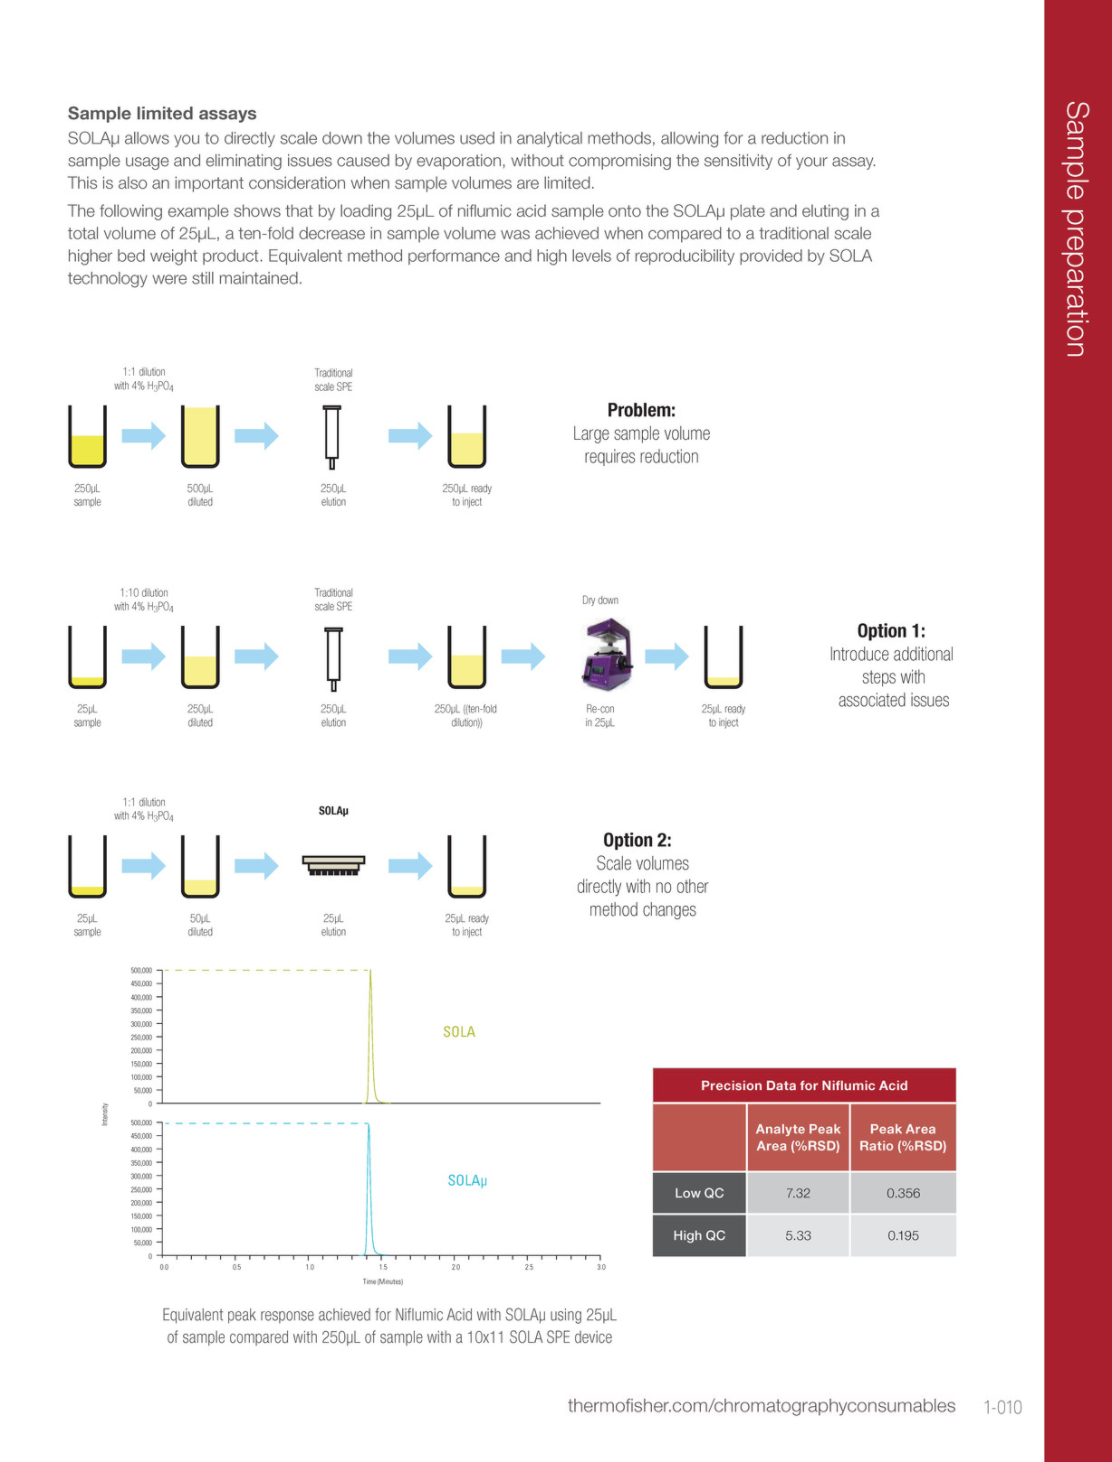 Sample preparation
Sample limited assays
SOLAµ allows you to directly scale down the volumes used in analytical methods, allowing for a reduction in
sample usage and eliminating issues caused by evaporation, without compromising the sensitivity of your assay.
This is also an important consideration when sample volumes are limited.
The following example shows that by loading 25µL of niflumic acid sample onto the SOLAµ plate and eluting in a
total volume of 25µL, a ten-fold decrease in sample volume was achieved when compared to a traditional scale
higher bed weight product. Equivalent method performance and high levels of reproducibility provided by SOLA
technology were still maintained.
1:1 dilution
with 4% H3PO4
Traditional
scale SPE
250µL
sample
500µL
diluted
250µL
elution
250µL ready
to inject
Problem:
Large sample volume
requires reduction
1:10 dilution
with 4% H3PO4
Traditional
scale SPE
Dry down
25µL
sample
250µL
diluted
250µL
elution
250µL ((ten-fold
dilution))
Re-con
in 25µL
25µL ready
to inject
Option 1:
Introduce additional
steps with
associated issues
1:1 dilution
with 4% H3PO4
SOLAµ
25µL
sample
50µL
diluted
25µL
elution
25µL ready
to inject
Option 2:
Scale volumes
directly with no other
method changes
500,000
450,000
400,000
350,000
300,000
250,000
200,000
150,000
100,000
50,000
0
SOLA
Intensity
500,000
450,000
400,000
350,000
300,000
250,000
200,000
150,000
100,000
50,000
0
SOLAµ
0.0 0.5 1.0 1.5 2.0 2.5 3.0
Time (Minutes)
Precision Data for Niflumic Acid
Analyte Peak
Area (%RSD)
Peak Area
Ratio (%RSD)
Low QC 7.32 0.356
High QC 5.33 0.195
Equivalent peak response achieved for Niflumic Acid with SOLAµ using 25µL
of sample compared with 250µL of sample with a 10x11 SOLA SPE device
thermofisher.com/chromatographyconsumables 1-010